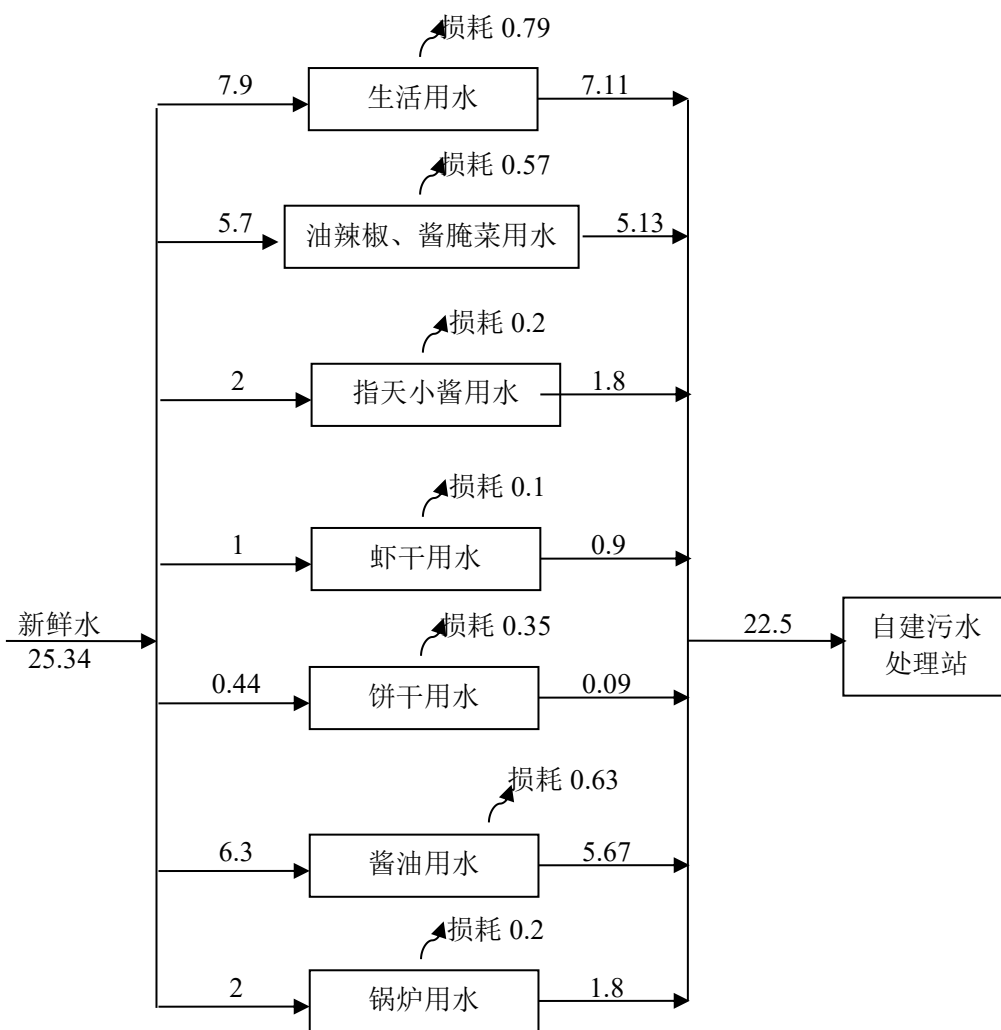 损耗 0.79
7.9
生活用水
7.11
损耗 0.57
5.7
油辣椒、酱腌菜用水
5.13
损耗 0.2
2
指天小酱用水
1.8
损耗 0.1
1
虾干用水
0.9
新鲜水
25.34
损耗 0.35
0.44
饼干用水
0.09
22.5
自建污水
处理站
损耗 0.63
6.3
酱油用水
5.67
损耗 0.2
2
锅炉用水
1.8